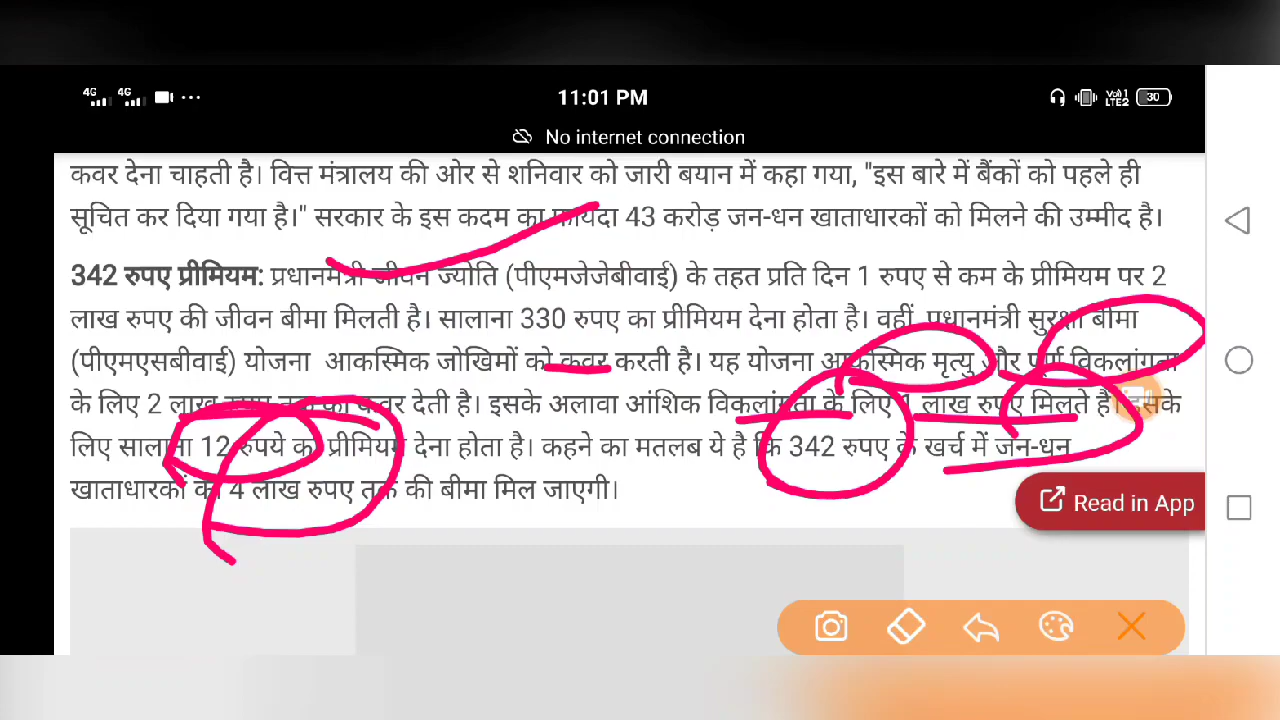 4G 4G
11:01 PM
Vo1) LTE2 30
No internet connection
कवर देना चाहती है। वित्त मंत्रालय की ओर से शनिवार को जारी बयान में कहा गया, "इस बारे में बैंकों को पहले ही
सूचित कर दिया गया है।" सरकार के इस कदम का फायदा 43 करोड़ जन-धन खाताधारकों को मिलने की उम्मीद है।
342 रुपए प्रीमियम: प्रधानमंत्री जीवन ज्योति (पीएमजेजेबीवाई) के तहत प्रति दिन 1 रुपए से कम के प्रीमियम पर 2
लाख रुपए की जीवन बीमा मिलती है। सालाना 330 रुपए का प्रीमियम देना होता है। वहीं प्रधानमंत्री सुरक्षा बीमा
(पीएमएसबीवाई) योजना आकस्मिक जोखिमों को कवर करती है। यह योजना आकस्मिक मृत्यु और पूर्ण विकलांगता
के लिए 2 लाख रुपए तक का कवर देती है। इसके अलावा आंशिक विकलांगता के लिए 1 लाख रुपए मिलते हैं। इसके
लिए सालाना 12 रुपये का प्रीमियम देना होता है। कहने का मतलब ये है कि 342 रुपए के खर्च में जन-धन
खाताधारकों को 4 लाख रुपए तक की बीमा मिल जाएगी।
Read in App